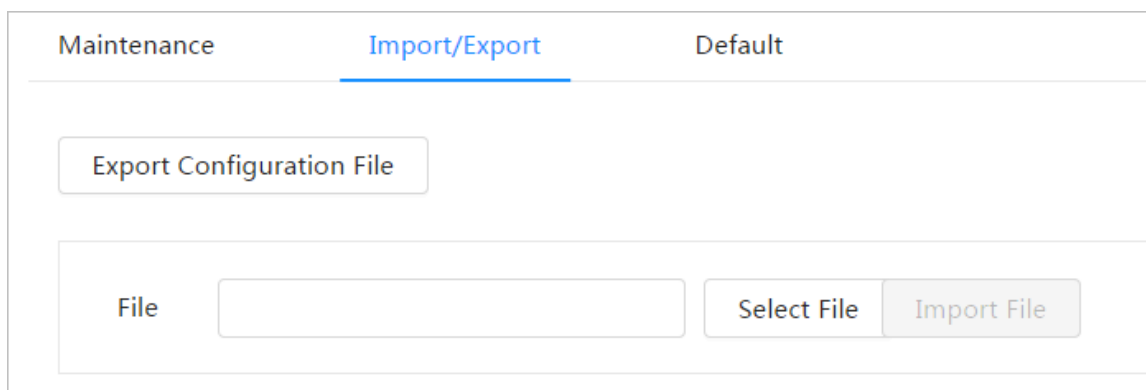 Maintenance Import/Export Default
Export Configuration File
File Select File Import File